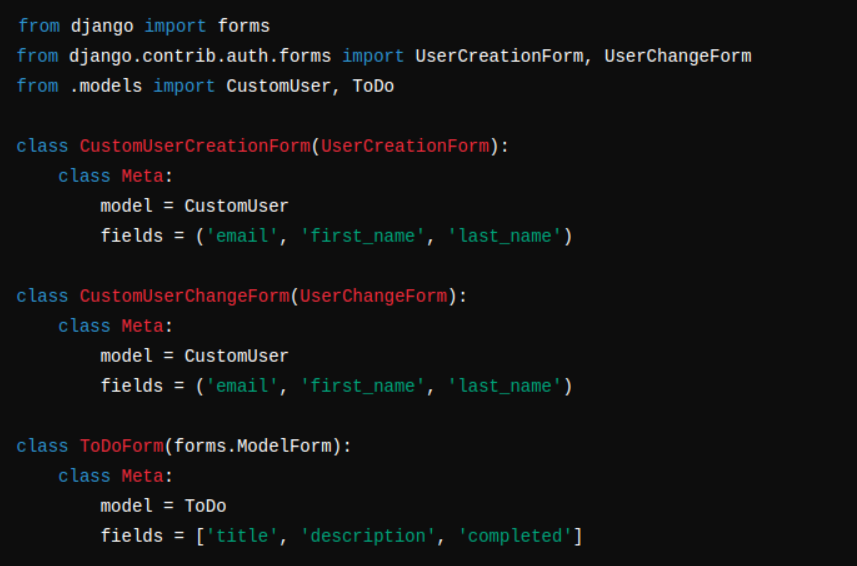 from django import forms
from django.contrib.auth.forms import UserCreationForm, UserChangeForm
from .models import CustomUser, ToDo

class CustomUserCreationForm(UserCreationForm):
    class Meta:
        model = CustomUser
        fields = ('email', 'first_name', 'last_name')

class CustomUserChangeForm(UserChangeForm):
    class Meta:
        model = CustomUser
        fields = ('email', 'first_name', 'last_name')

class ToDoForm(forms.ModelForm):
    class Meta:
        model = ToDo
        fields = ['title', 'description', 'completed']